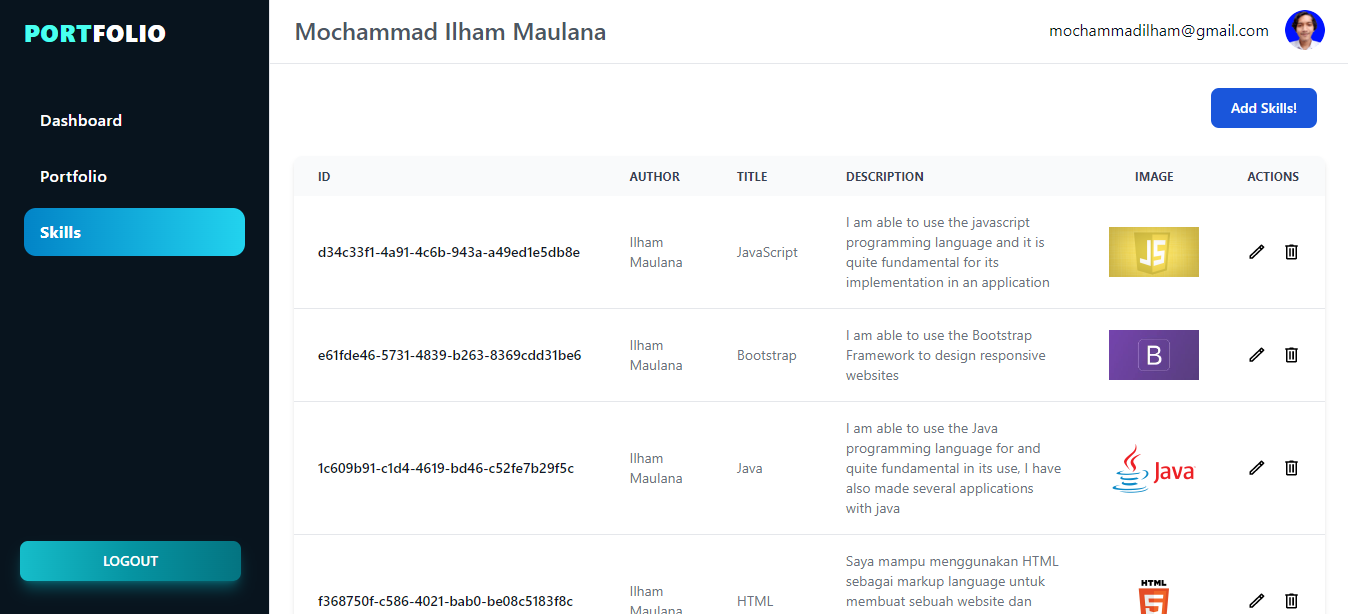 PORTFOLIO
Mochammad Ilham Maulana
mochammadilham@gmail.com
Dashboard
Portfolio
Skills
LOGOUT
Add Skills!
ID AUTHOR TITLE DESCRIPTION IMAGE ACTIONS
d34c33f1-4a91-4c6b-943a-a49ed1e5db8e
Ilham
Maulana
JavaScript
I am able to use the javascript
programming language and it is
quite fundamental for its
implementation in an application
JS
e61fde46-5731-4839-b263-8369cdd31be6
Ilham
Maulana
Bootstrap
I am able to use the Bootstrap
Framework to design responsive
websites
B
1c609b91-c1d4-4619-bd46-c52fe7b29f5c
Ilham
Maulana
Java
I am able to use the Java
programming language for and
quite fundamental in its use, I have
also made several applications
with java
Java
f368750f-c586-4021-bab0-be08c5183f8c
Ilham
Maulana
HTML
Saya mampu menggunakan HTML
sebagai markup language untuk
membuat sebuah website dan
HTML
5